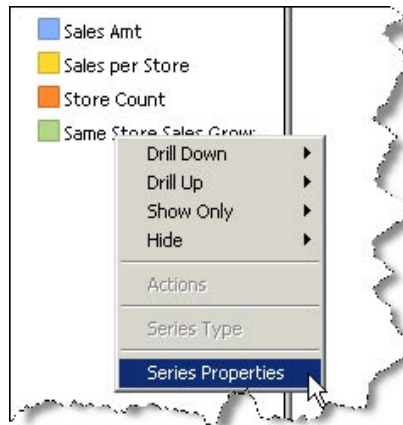 Sales Amt
Sales per Store
Store Count
Same Store Sales Grow
Drill Down
Drill Up
Show Only
Hide
Actions
Series Type
Series Properties